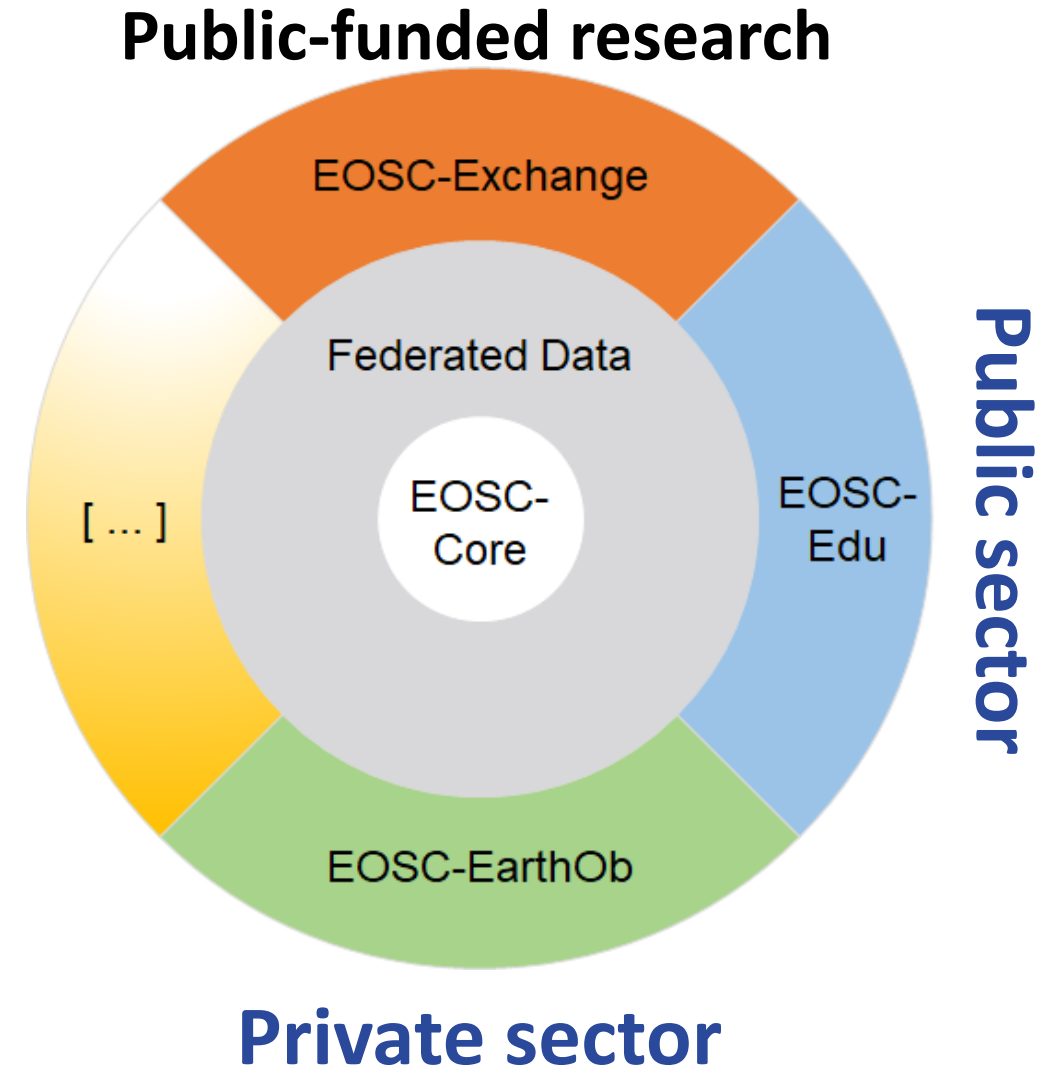 Public-funded research
EOSC-Exchange
Federated Data
EOSC-
Core
[ ... ]
EOSC-
Edu
Public sector
EOSC-EarthOb
Private sector